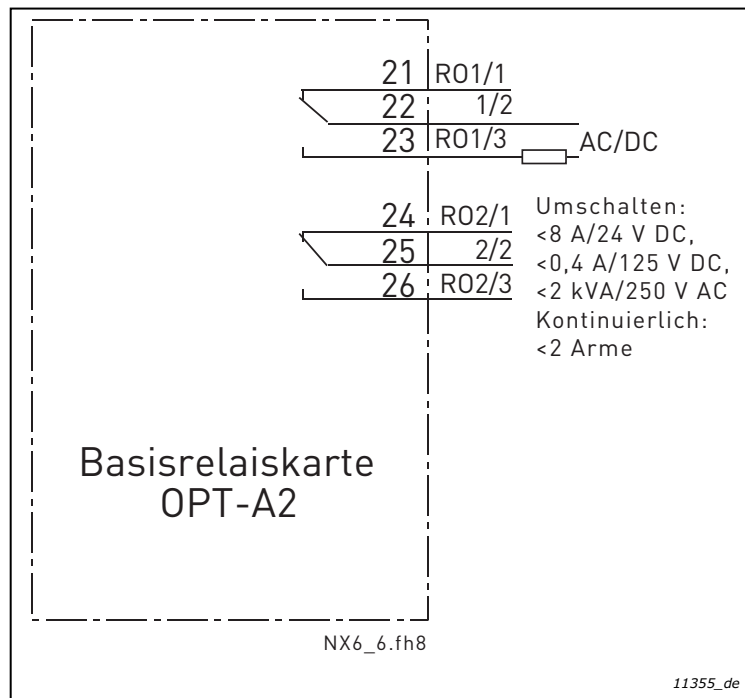 21 RO1/1
22 1/2
23 RO1/3 AC/DC
24 RO2/1
25 2/2
26 RO2/3
Umschalten:
<8 A/24 V DC,
<0,4 A/125 V DC,
<2 kVA/250 V AC
Kontinuierlich:
<2 Arme
Basisrelaiskarte
OPT-A2
NX6_6.fh8
11355_de